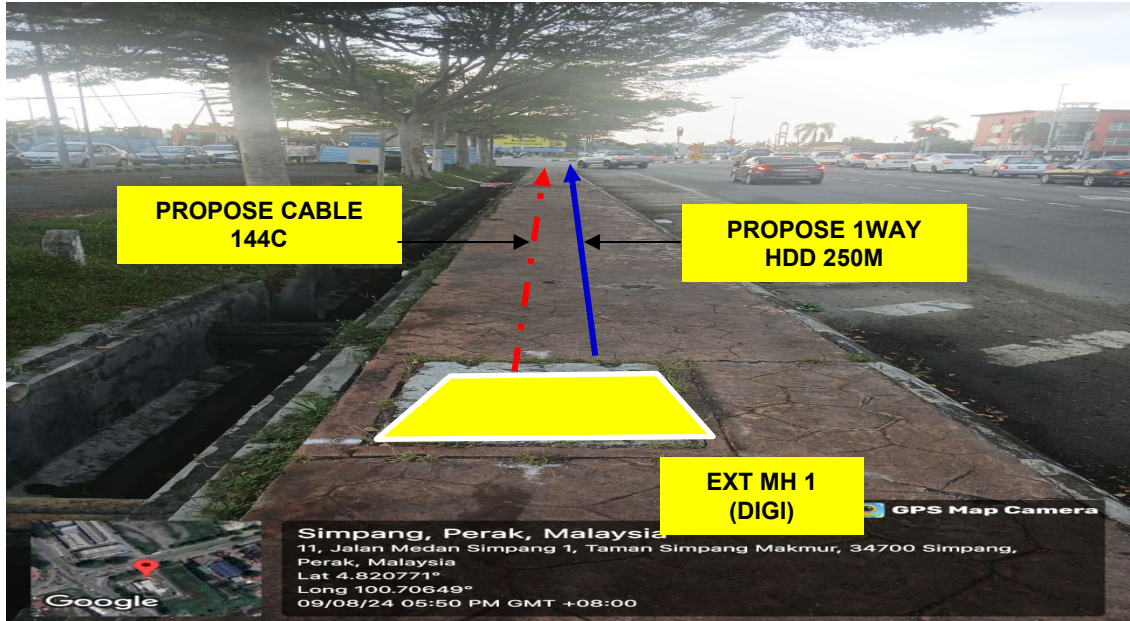 PROPOSE CABLE
144C
PROPOSE 1WAY
HDD 250M
EXT MH 1
(DIGI)
GPS Map Camera
Simpang, Perak, Malaysia
11, Jalan Medan Simpang 1, Taman Simpang Makmur, 34700 Simpang,
Perak, Malaysia
Lat 4.820771°
Long 100.70649°
09/08/24 05:50 PM GMT +08:00
Google